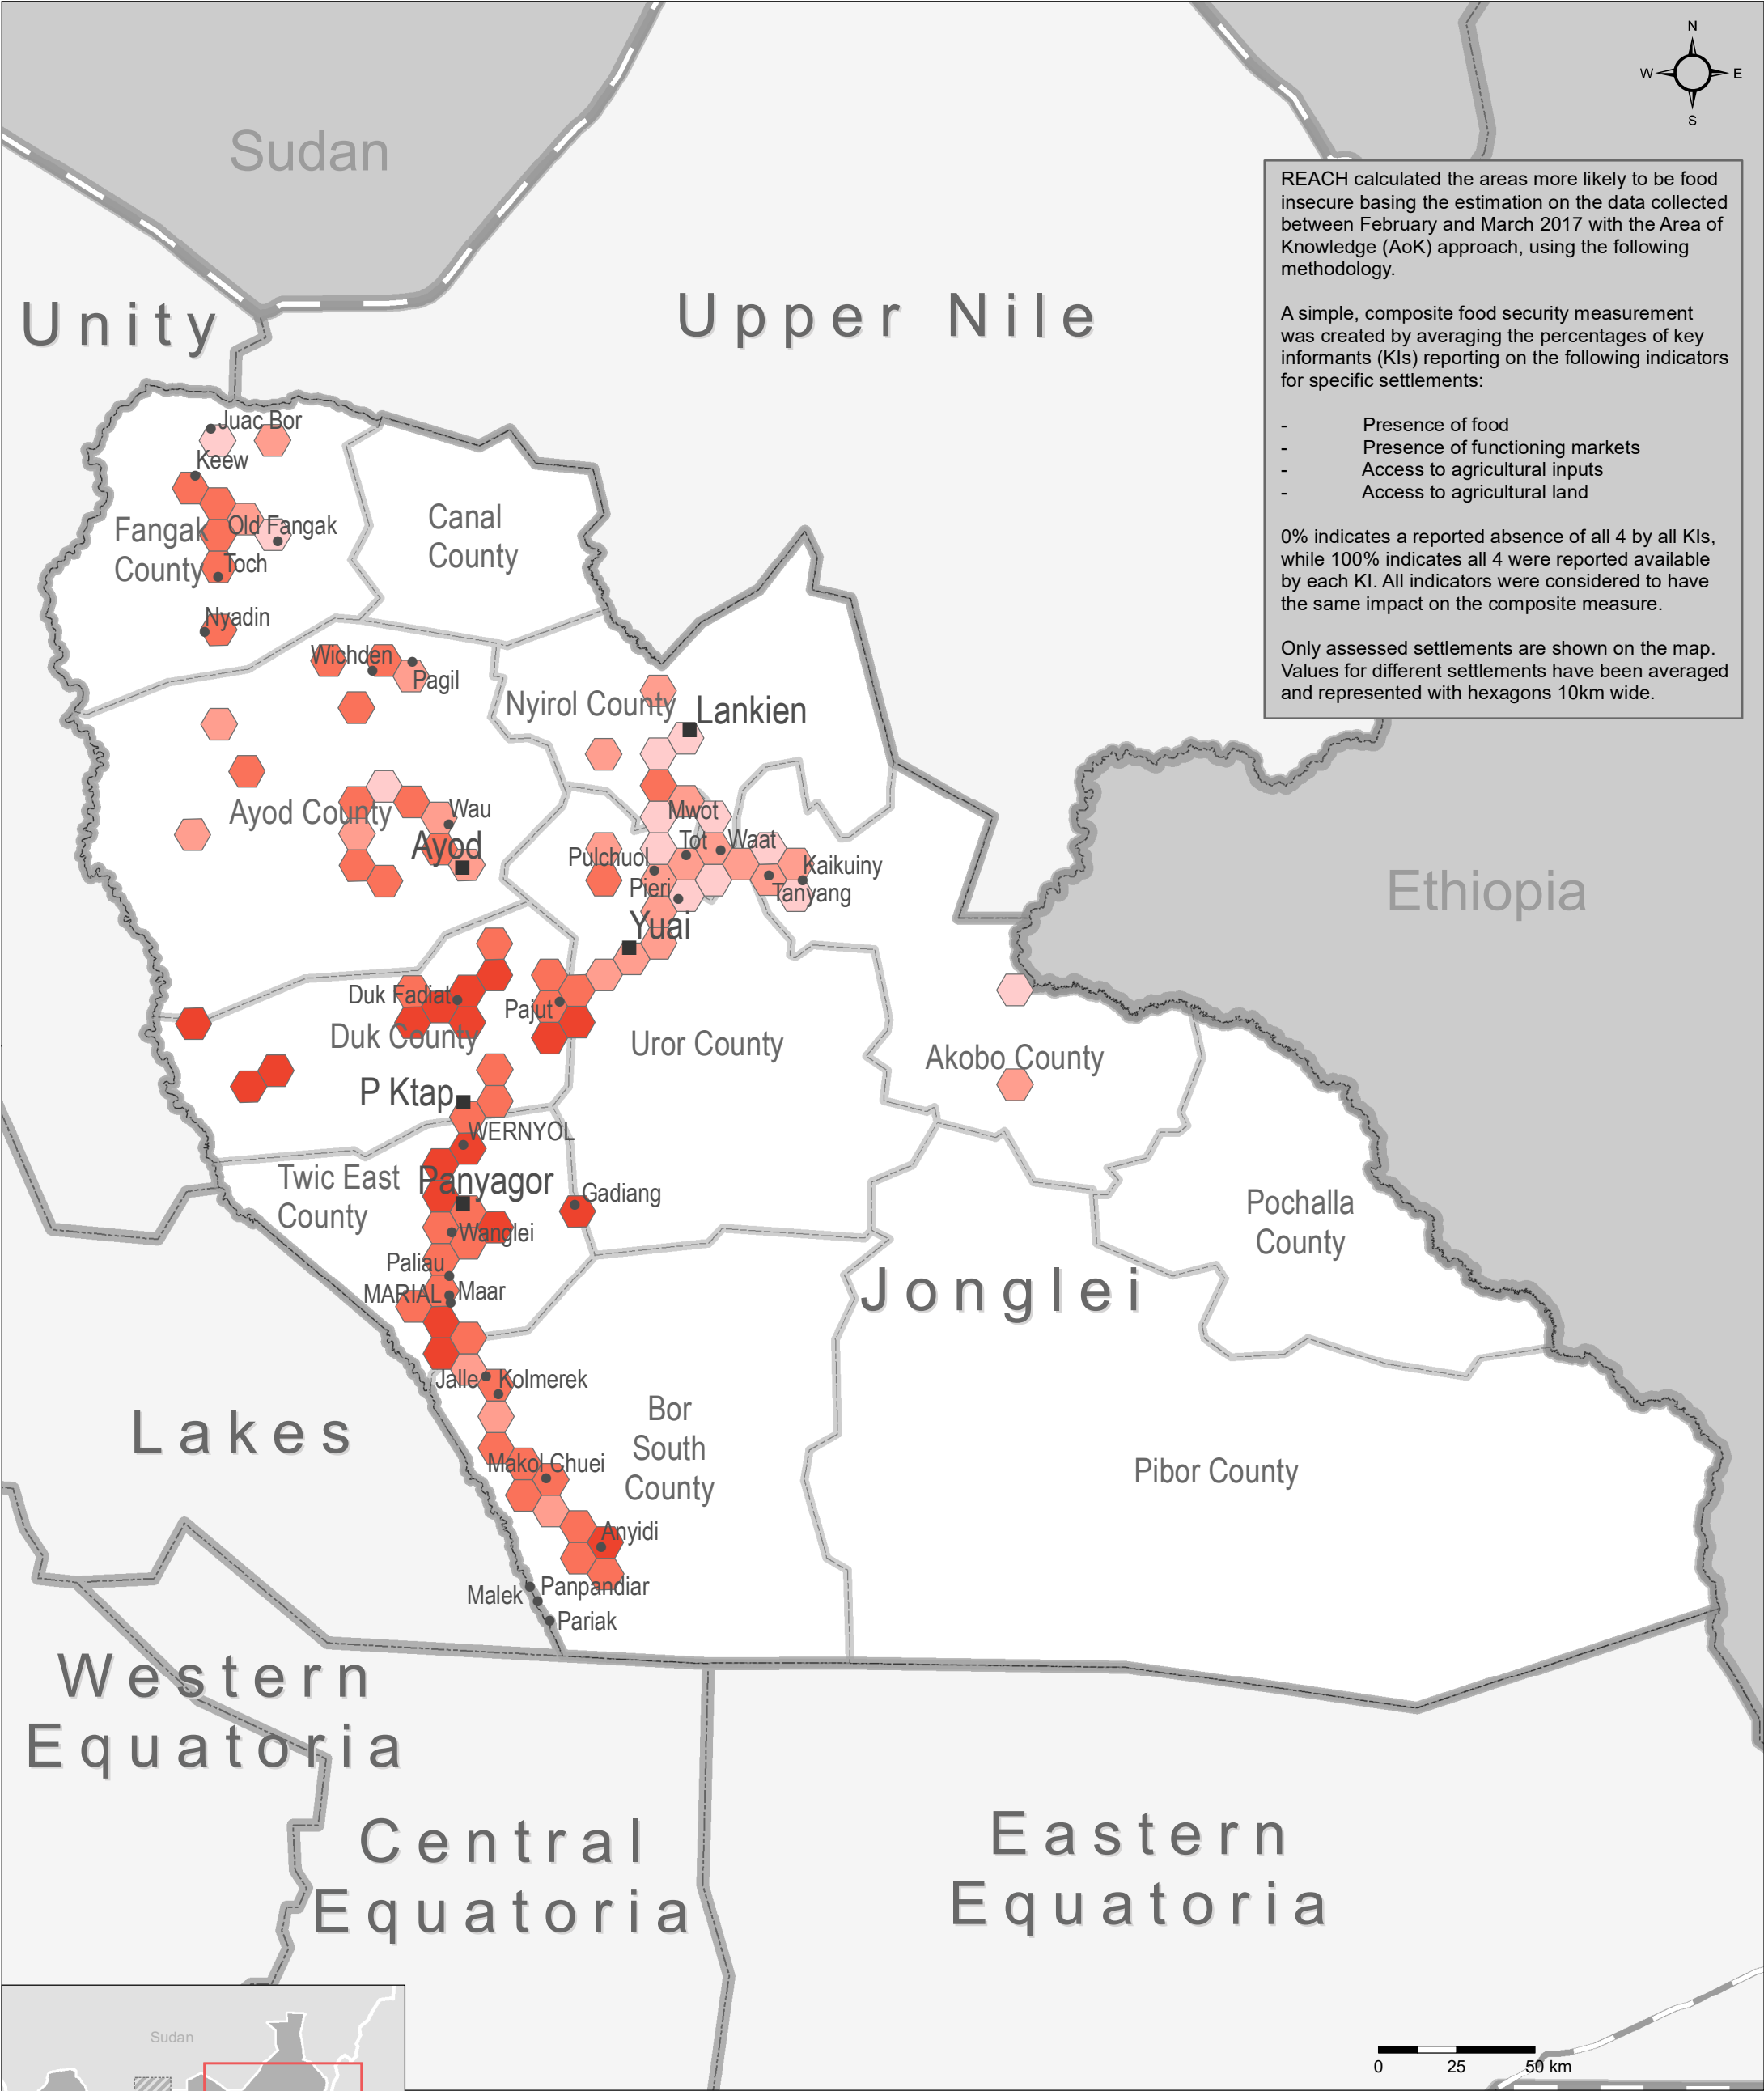 N
W
E
S
Sudan
REACH calculated the areas more likely to be food
insecure basing the estimation on the data collected
between February and March 2017 with the Area of
Knowledge (AoK) approach, using the following
methodology.
A simple, composite food security measurement
was created by averaging the percentages of key
informants (KIs) reporting on the following indicators
for specific settlements:
- Presence of food
- Presence of functioning markets
- Access to agricultural inputs
- Access to agricultural land
0% indicates a reported absence of all 4 by all KIs,
while 100% indicates all 4 were reported available
by each KI. All indicators were considered to have
the same impact on the composite measure.
Only assessed settlements are shown on the map.
Values for different settlements have been averaged
and represented with hexagons 10km wide.
Unity
Upper Nile
Juac Bor
Keew
Fangak
County
Old Fangak
Toch
Nyadin
Canal
County
Wichden
Pagil
Nyirol County
Lankien
Ayod County
Wau
Ayod
Mwot
Tot
Waat
Pulchuol
Kaikuiny
Pieri
Tanyang
Yuai
Ethiopia
Duk Fadiat
Pajut
Duk County
Uror County
Akobo County
P Ktap
WERNYOL
Twic East
County
Panyagor
Gadiang
Wanglei
Paliau
MARIAL
Maar
Pochalla
County
Jonglei
Jalle
Kolmerek
Lakes
Bor
South
County
Makol Chuei
Pibor County
Anyidi
Malek
Panpandiar
Pariak
Western
Equatoria
Central
Equatoria
Eastern
Equatoria
Sudan
0 25 50 km